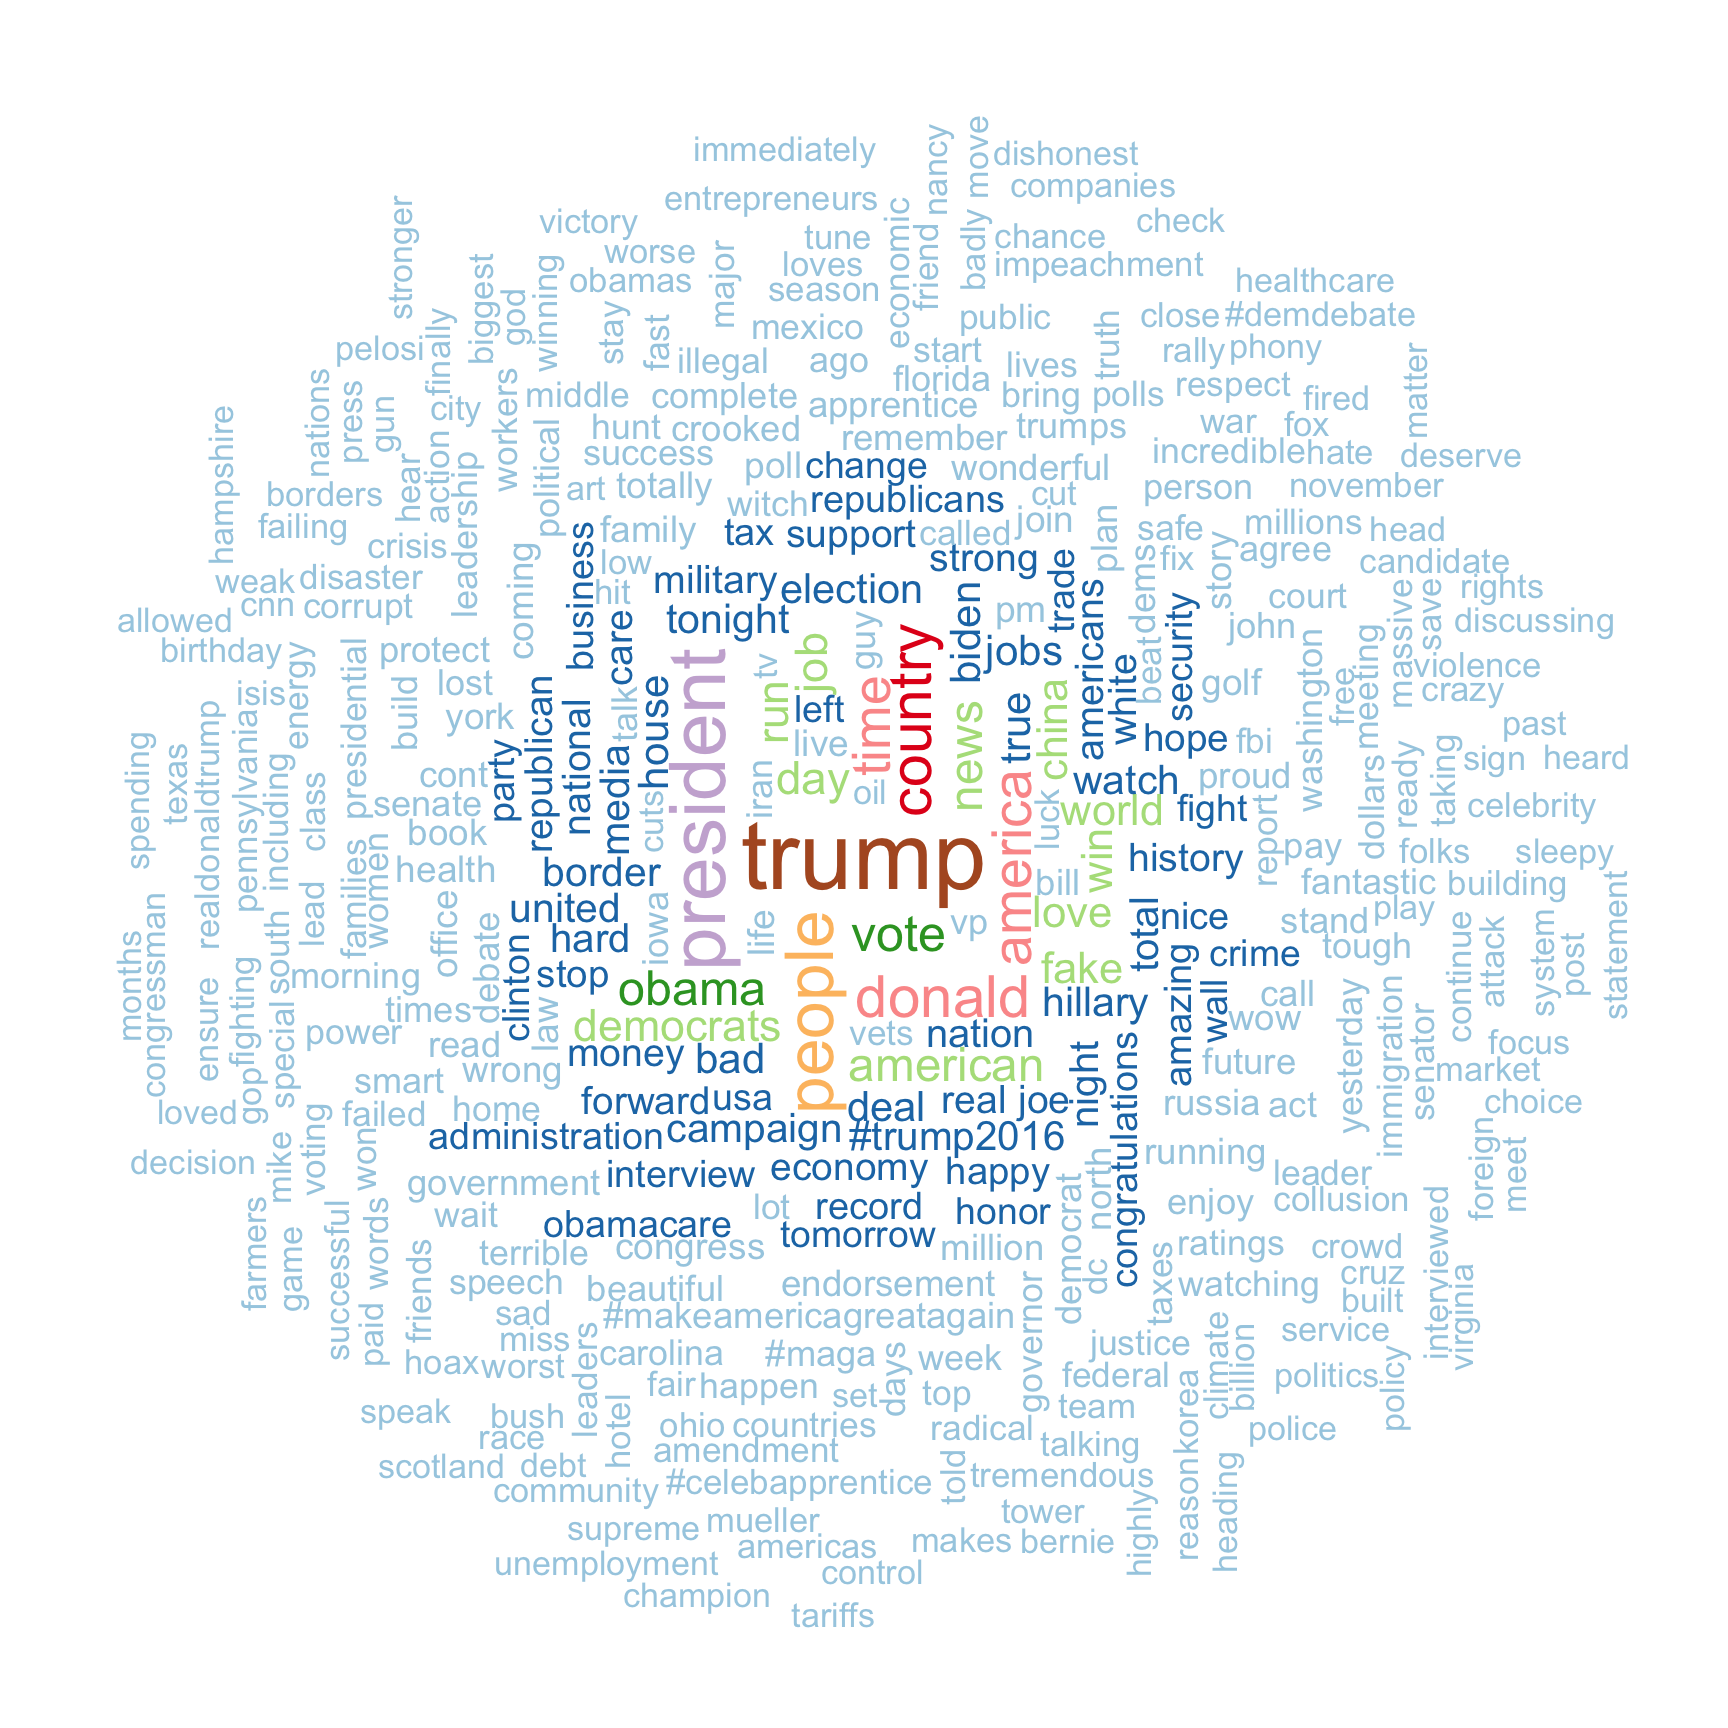 immediately
dishonest
nancy
move
companies
entrepreneurs
victory
check
stronger
economic
tune
chance
friend
badly
worse
major
loves
impeachment
obamas
season
healthcare
biggest
god
winning
stay
fast
mexico
public
close
#demdebate
pelosi
finally
illegal
ago
start
lives
truth
rally
phony
nations
press
gun
city
workers
middle
complete
florida
apprentice
bring
polls
respect
fired
matter
hampshire
hear
action
leadership
political
hunt
crooked
remember
trumps
war
fox
success
poll
change
wonderful
incredible
hate
deserve
borders
art
totally
witch
republicans
cut
person
november
failing
crisis
family
tax
support
called
join
plan
safe
millions
head
weak
disaster
coming
business
low
strong
trade
dems
fix
story
agree
candidate
hit
military
election
biden
pm
americans
beat
security
court
massive
save
rights
allowed
cnn
corrupt
care
tonight
job
guy
country
jobs
white
john
discussing
birthday
isis
energy
presidential
protect
build
lost
talk
president
tv
run
time
true
china
golf
washington
free
meeting
violence
crazy
spending
texas
realdonaldtrump
pennsylvania
including
york
party
republican
national
media
house
left
live
news
hope
fbi
past
class
cont
cuts
iran
day
oil
america
luck
watch
proud
dollars
ready
taking
sign
heard
senate
world
fight
celebrity
families
women
book
trump
win
history
report
pay
folks
sleepy
health
border
bill
fantastic
building
months
congressman
south
lead
office
debate
united
iowa
life
people
vote
vp
love
total
nice
stand
play
statement
ensure
fighting
special
morning
clinton
hard
stop
fake
amazing
crime
tough
continue
attack
system
post
times
law
obama
donald
hillary
wall
call
yesterday
immigration
senator
power
read
democrats
vets
nation
wow
focus
wrong
money
bad
american
night
congratulations
future
market
gop
smart
loved
failed
home
forward
usa
deal
real
joe
russia
act
choice
mike
voting
won
administration
campaign
#trump2016
running
foreign
meet
decision
government
interview
economy
happy
north
leader
farmers
game
successful
paid
words
friends
wait
obamacare
lot
record
honor
democrat
dc
enjoy
collusion
interviewed
virginia
terrible
congress
tomorrow
million
taxes
ratings
crowd
speech
beautiful
endorsement
governor
watching
cruz
built
sad
#makeamericagreatagain
miss
leaders
justice
climate
billion
service
policy
hoax
worst
carolina
#maga
days
week
federal
politics
fair
happen
set
top
speak
bush
hotel
ohio
countries
radical
team
reason
korea
police
race
amendment
talking
scotland
debt
told
tremendous
highly
heading
community
#celebapprentice
tower
supreme
mueller
makes
bernie
americas
unemployment
control
champion
tariffs